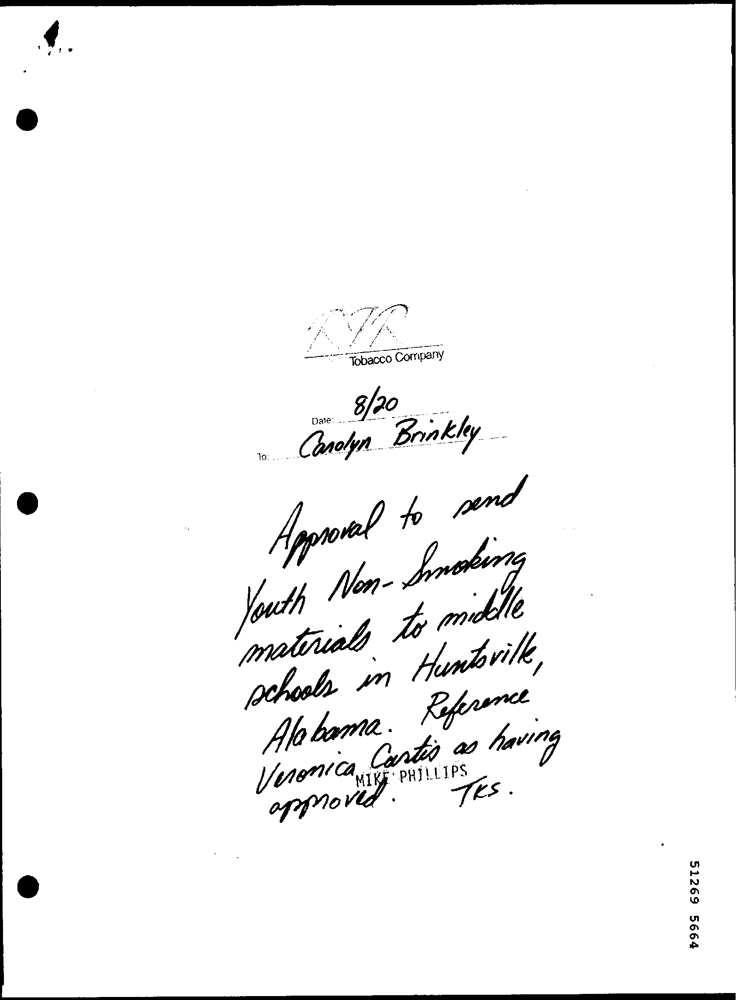 RJR
Tobacco Company
Date: 8/20
To: Carolyn Brinkley
Approval to send
Youth Non-Smoking
materials to middle
schools in Huntsville,
Alabama. Reference
Veronica Cartis as having
MIKE PHILLIPS
approved. TKS.
51269 5664